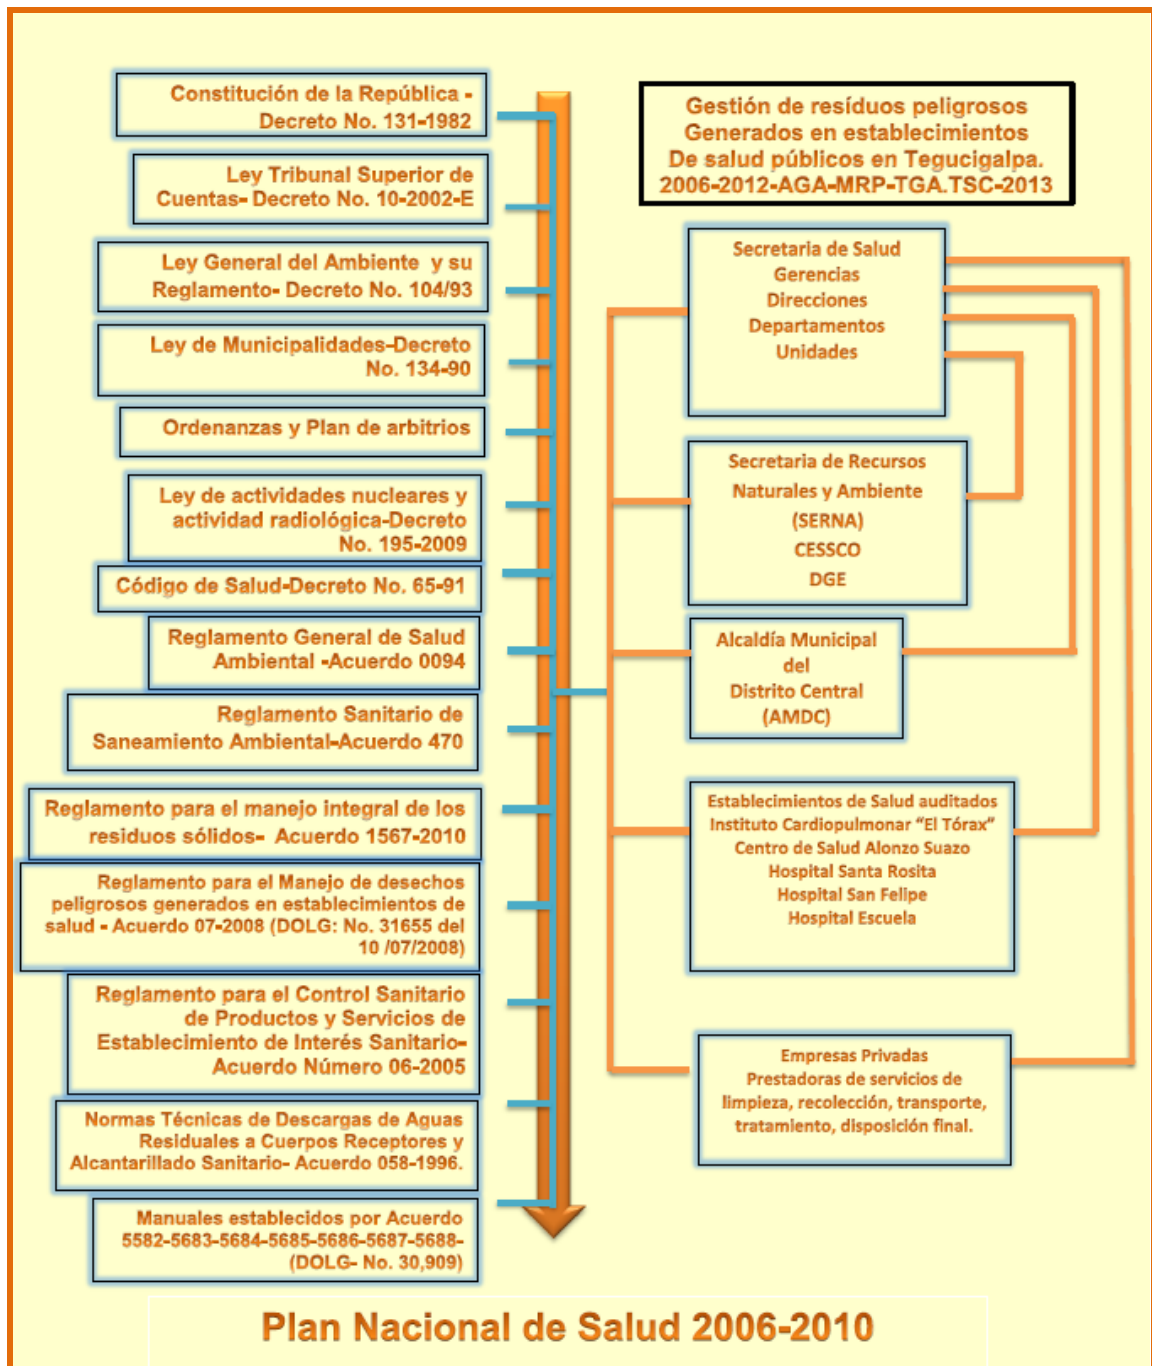 Constitución de la República -
Decreto No. 131-1982
Ley Tribunal Superior de
Cuentas- Decreto No. 10-2002-E
Ley General del Ambiente y su
Reglamento- Decreto No. 104/93
Ley de Municipalidades-Decreto
No. 134-90
Ordenanzas y Plan de arbitrios
Ley de actividades nucleares y
actividad radiológica-Decreto
No. 195-2009
Código de Salud-Decreto No. 65-91
Reglamento General de Salud
Ambiental -Acuerdo 0094
Reglamento Sanitario de
Saneamiento Ambiental-Acuerdo 470
Reglamento para el manejo integral de los
residuos sólidos- Acuerdo 1567-2010
Reglamento para el Manejo de desechos
peligrosos generados en establecimientos de
salud - Acuerdo 07-2008 (DOLG: No. 31655 del
10 /07/2008)
Reglamento para el Control Sanitario
de Productos y Servicios de
Establecimiento de Interés Sanitario-
Acuerdo Número 06-2005
Normas Técnicas de Descargas de Aguas
Residuales a Cuerpos Receptores y
Alcantarillado Sanitario- Acuerdo 058-1996.
Manuales establecidos por Acuerdo
5582-5683-5684-5685-5686-5687-5688-
(DOLG- No. 30,909)
Gestión de resíduos peligrosos
Generados en establecimientos
De salud públicos en Tegucigalpa.
2006-2012-AGA-MRP-TGA.TSC-2013
Secretaria de Salud
Gerencias
Direcciones
Departamentos
Unidades
Secretaria de Recursos
Naturales y Ambiente
(SERNA)
CESSCO
DGE
Alcaldía Municipal
del
Distrito Central
(AMDC)
Establecimientos de Salud auditados
Instituto Cardiopulmonar “El Tórax”
Centro de Salud Alonzo Suazo
Hospital Santa Rosita
Hospital San Felipe
Hospital Escuela
Empresas Privadas
Prestadoras de servicios de
limpieza, recolección, transporte,
tratamiento, disposición final.
Plan Nacional de Salud 2006-2010